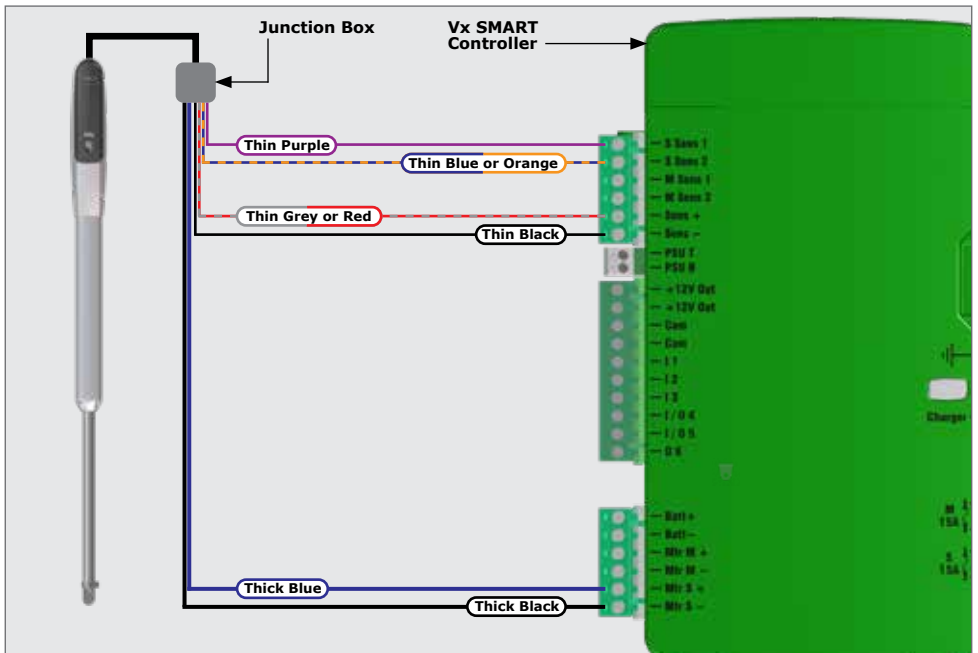 Junction Box
Vx SMART
Controller
Thin Purple
Thin Blue or Orange
Thin Grey or Red
Thin Black
S Sens 1
S Sens 2
M Sens 1
M Sens 2
Sens +
Sens –
PSU T
PSU R
+12V Out
+12V Out
Com
Com
I 1
I 2
I 3
I / O 4
I / O 5
O 6
Charger
Batt+
Batt–
Mtr M +
Mtr M –
Mtr S +
Mtr S –
M
15A
S
15A
Thick Blue
Thick Black